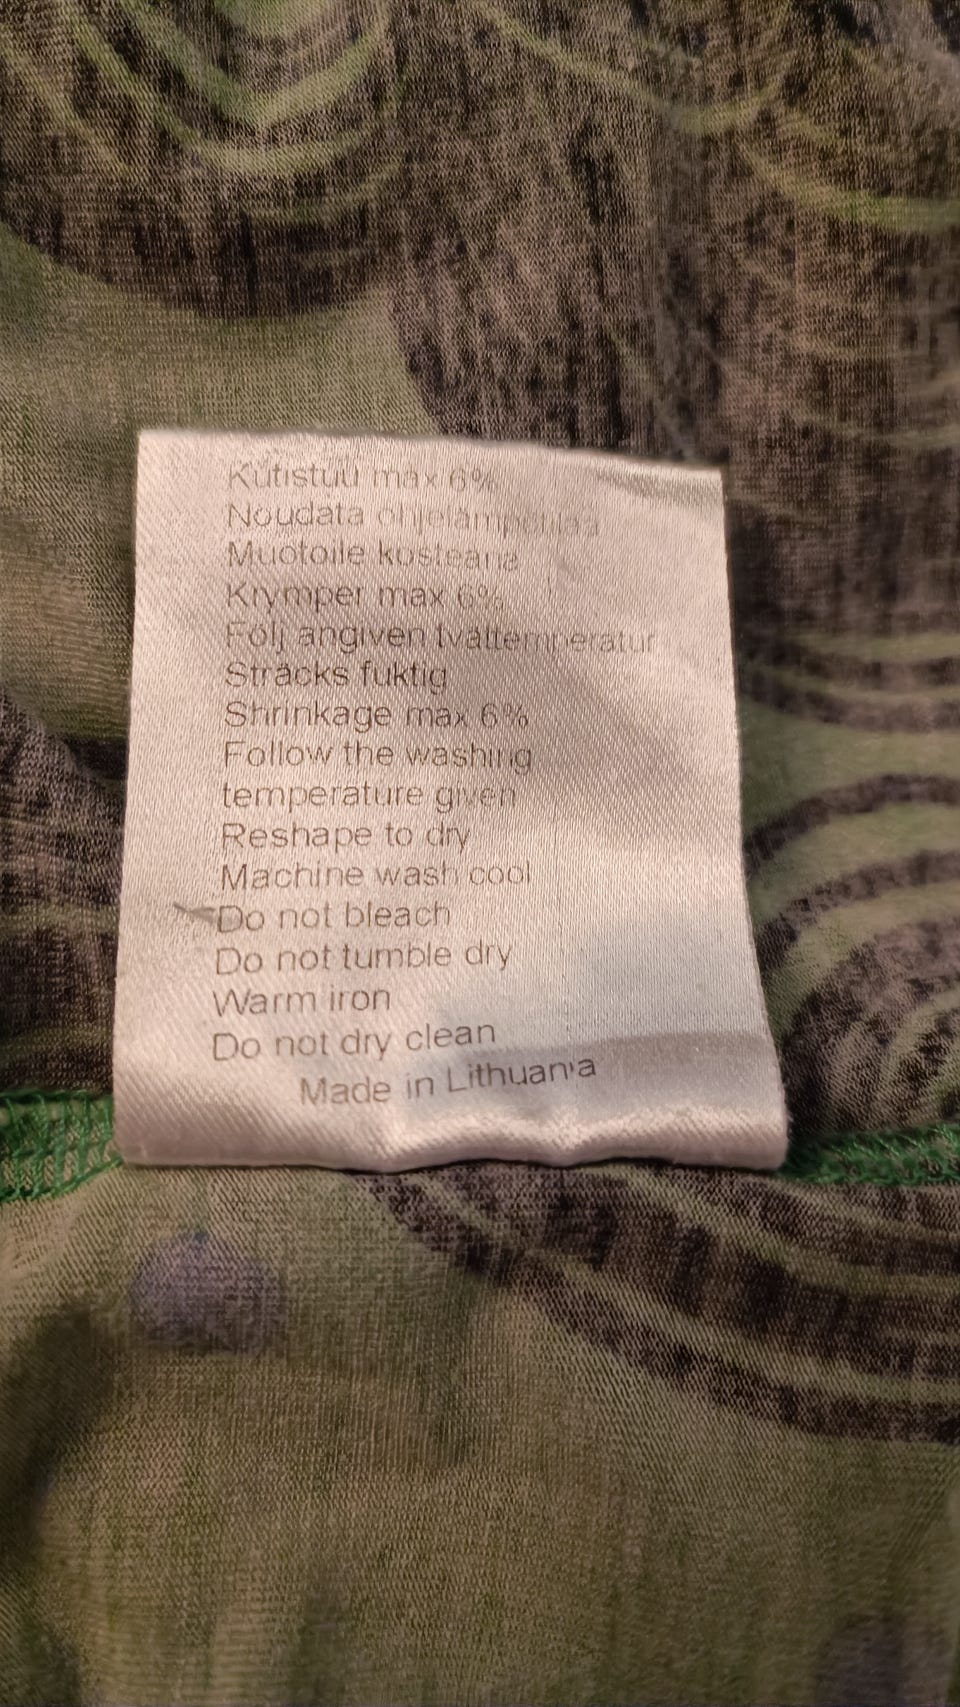 Kutistuu max 6%
Noudata ohjelämpötilaa
Muotoile kosteana
Krymper max 6%
Följ angiven tvättemperatur
Sträcks fuktig
Shrinkage max 6%
Follow the washing
temperature given
Reshape to dry
Machine wash cool
Do not bleach
Do not tumble dry
Warm iron
Do not dry clean
Made in Lithuania